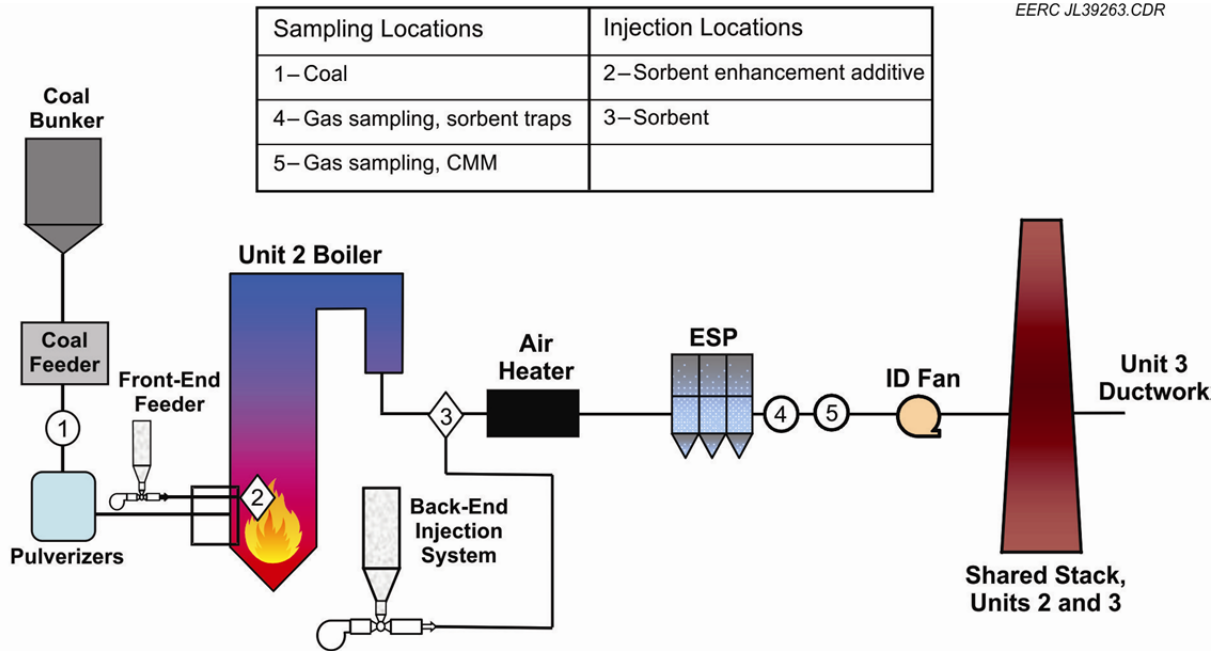 EERC JL39263.CDR
Sampling Locations
Injection Locations
1–Coal
2–Sorbent enhancement additive
4–Gas sampling, sorbent traps
3–Sorbent
5–Gas sampling, CMM
Coal
Bunker
Coal
Feeder
1
Pulverizers
Front-End
Feeder
2
Unit 2 Boiler
3
Back-End
Injection
System
Air
Heater
ESP
4
5
ID Fan
Unit 3
Ductwork
Shared Stack,
Units 2 and 3